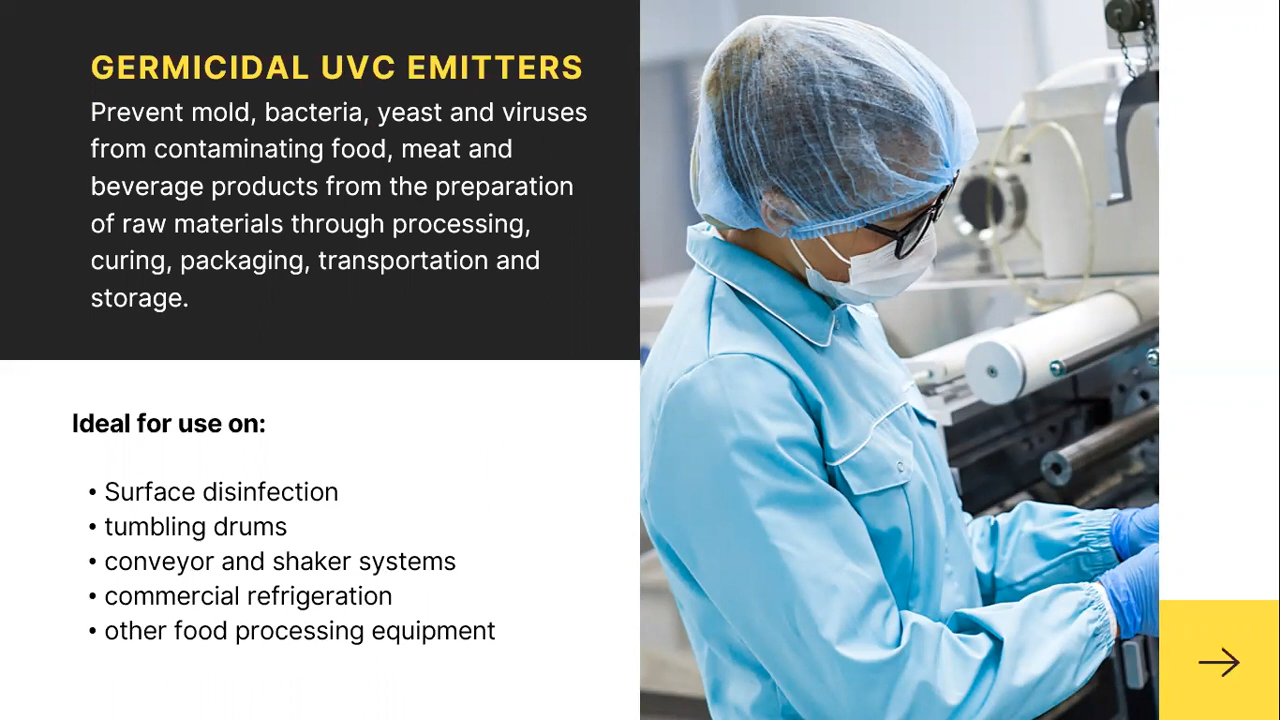 GERMICIDAL UVC EMITTERS
Prevent mold, bacteria, yeast and viruses
from contaminating food, meat and
beverage products from the preparation
of raw materials through processing,
curing, packaging, transportation and
storage.
Ideal for use on:
• Surface disinfection
• tumbling drums
• conveyor and shaker systems
• commercial refrigeration
• other food processing equipment